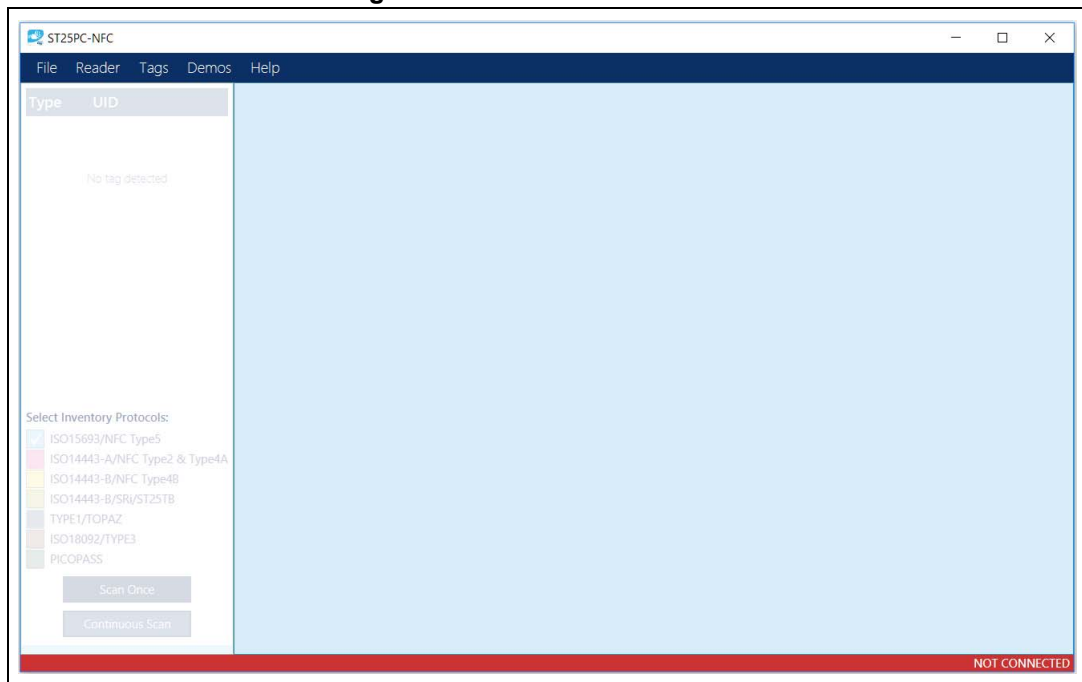 ST25PC-NFC
File Reader Tags Demos Help
Type UID
No tag detected
Select Inventory Protocols:
ISO15693/NFC Type5
ISO14443-A/NFC Type2 & Type4A
ISO14443-B/NFC Type4B
ISO14443-B/SRi/ST25TB
TYPE1/TOPAZ
ISO18092/TYPE3
PICOPASS
Scan Once
Continuous Scan
NOT CONNECTED